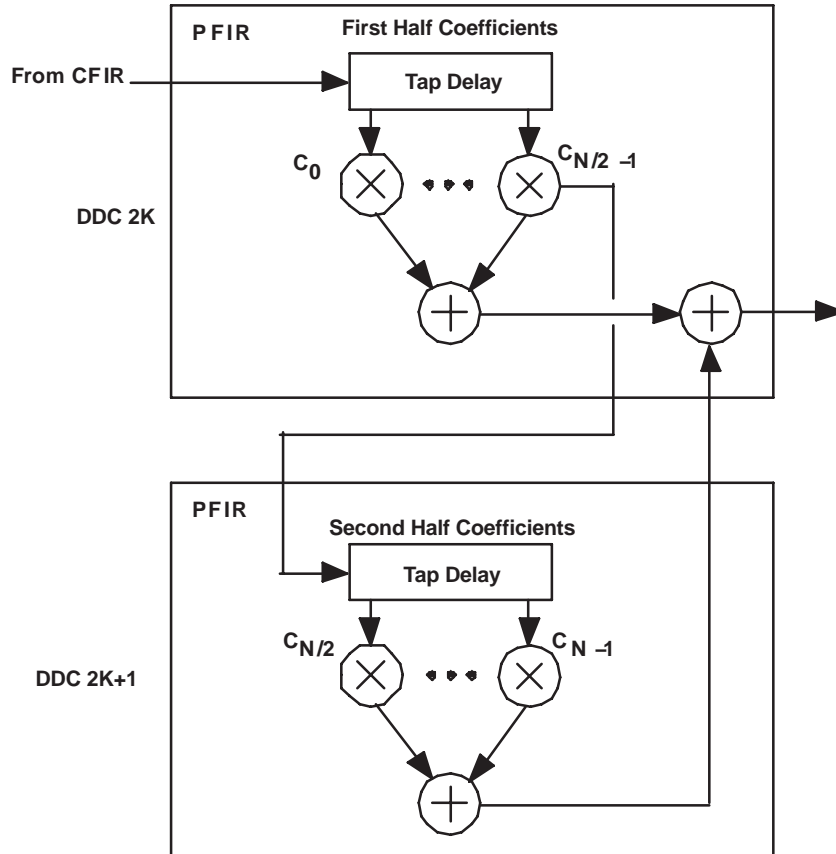 PFIR
First Half Coefficients
From CFIR
Tap Delay
C0
CN/2 –1
DDC 2K
PFIR
Second Half Coefficients
Tap Delay
CN/2
CN –1
DDC 2K+1